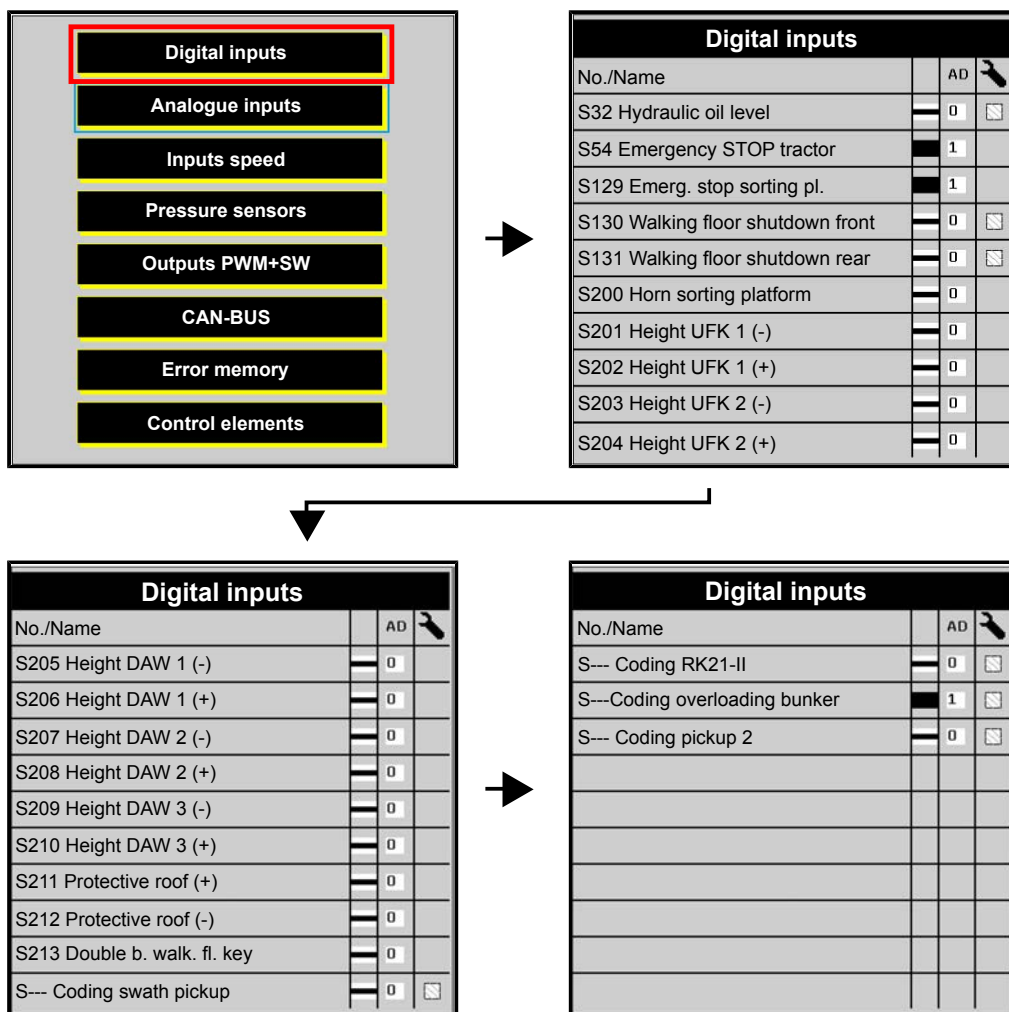 Digital inputs
Analogue inputs
Inputs speed
Pressure sensors
Outputs PWM+SW
CAN-BUS
Error memory
Control elements
Digital inputs
No./Name AD
S32 Hydraulic oil level 0
S54 Emergency STOP tractor 1
S129 Emerg. stop sorting pl. 1
S130 Walking floor shutdown front 0
S131 Walking floor shutdown rear 0
S200 Horn sorting platform 0
S201 Height UFK 1 (-) 0
S202 Height UFK 1 (+) 0
S203 Height UFK 2 (-) 0
S204 Height UFK 2 (+) 0
Digital inputs
No./Name AD
S205 Height DAW 1 (-) 0
S206 Height DAW 1 (+) 0
S207 Height DAW 2 (-) 0
S208 Height DAW 2 (+) 0
S209 Height DAW 3 (-) 0
S210 Height DAW 3 (+) 0
S211 Protective roof (+) 0
S212 Protective roof (-) 0
S213 Double b. walk. fl. key 0
S--- Coding swath pickup 0
Digital inputs
No./Name AD
S--- Coding RK21-II 0
S---Coding overloading bunker 1
S--- Coding pickup 2 0